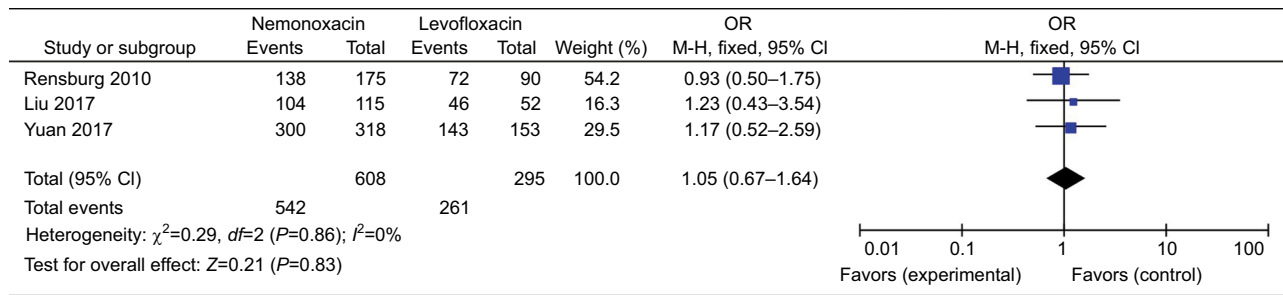 Nemonoxacin Levofloxacin OR OR
Study or subgroup Events Total Events Total Weight (%) M-H, fixed, 95% CI M-H, fixed, 95% CI
Rensburg 2010 138 175 72 90 54.2 0.93 (0.50–1.75)
Liu 2017 104 115 46 52 16.3 1.23 (0.43–3.54)
Yuan 2017 300 318 143 153 29.5 1.17 (0.52–2.59)
Total (95% CI) 608 295 100.0 1.05 (0.67–1.64)
Total events 542 261
Heterogeneity: χ²=0.29, df=2 (P=0.86); I²=0%
Test for overall effect: Z=0.21 (P=0.83)
0.01 0.1 1 10 100
Favors (experimental) Favors (control)